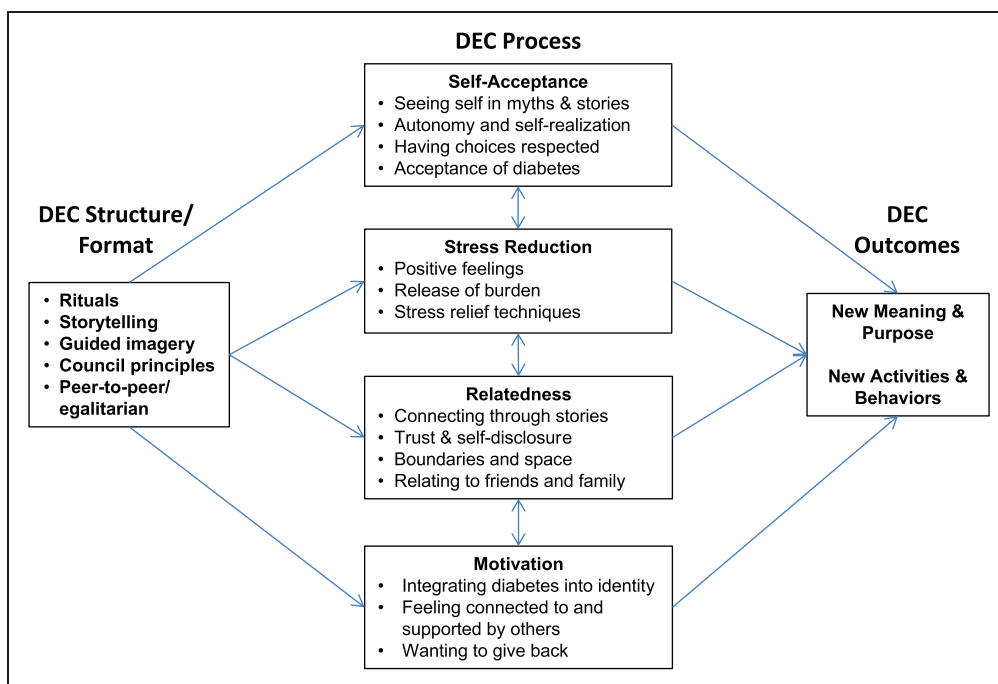 DEC Process
Self-Acceptance
• Seeing self in myths & stories
• Autonomy and self-realization
• Having choices respected
• Acceptance of diabetes
DEC Structure/
Format
• Rituals
• Storytelling
• Guided imagery
• Council principles
• Peer-to-peer/
egalitarian
Stress Reduction
• Positive feelings
• Release of burden
• Stress relief techniques
Relatedness
• Connecting through stories
• Trust & self-disclosure
• Boundaries and space
• Relating to friends and family
Motivation
• Integrating diabetes into identity
• Feeling connected to and
supported by others
• Wanting to give back
DEC
Outcomes
New Meaning &
Purpose
New Activities &
Behaviors